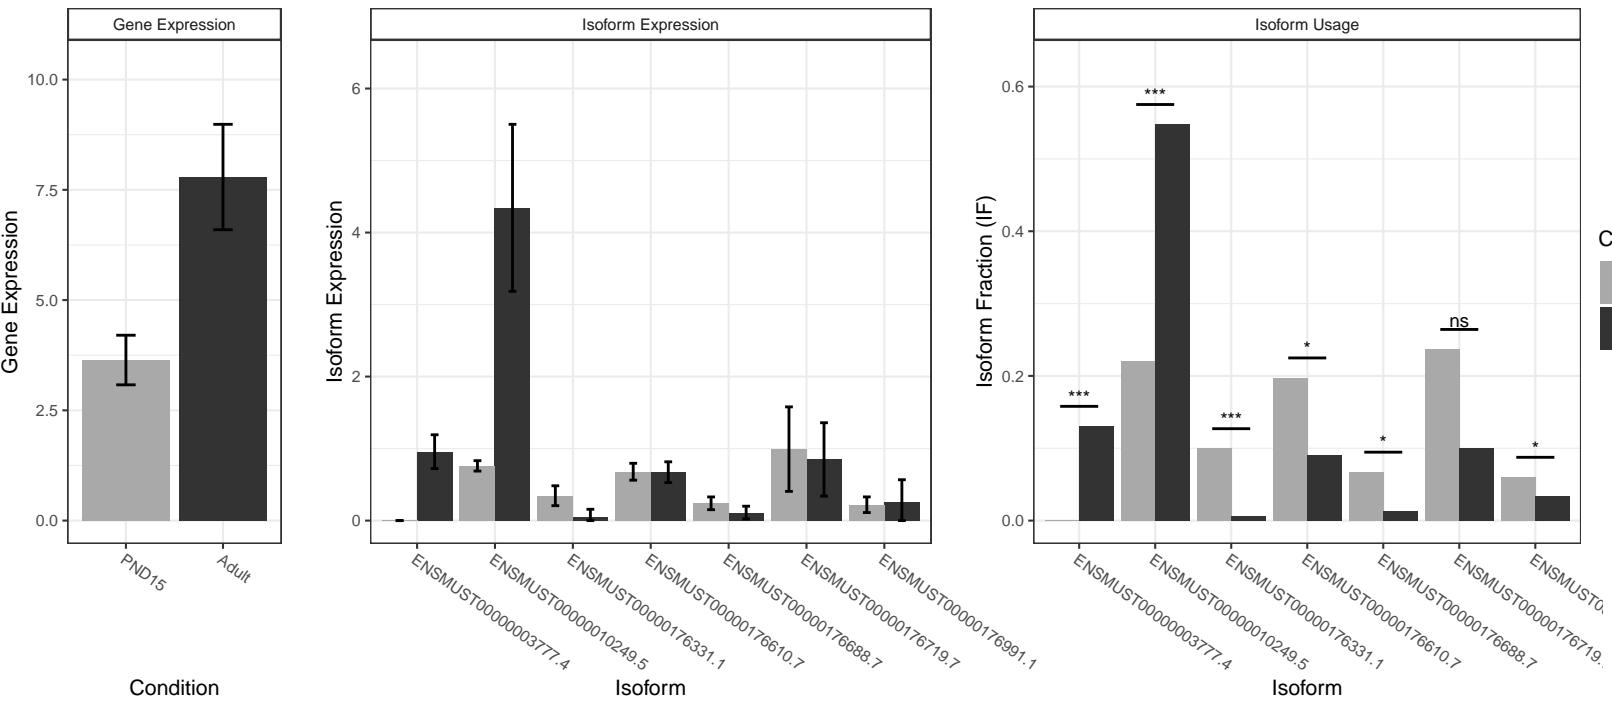 Gene Expression
Isoform Expression
Isoform Usage
Gene Expression
10.0
7.5
5.0
2.5
0.0
PND15
Adult
Condition
Isoform Expression
6
4
2
0
ENSMUST00000003777.4
ENSMUST00000010249.5
ENSMUST00000176331.1
ENSMUST00000176610.7
ENSMUST00000176688.7
ENSMUST00000176719.7
ENSMUST00000176991.1
Isoform
Isoform Fraction (IF)
0.6
0.4
0.2
0.0
***
***
***
*
*
ns
*
ENSMUST00000003777.4
ENSMUST00000010249.5
ENSMUST00000176331.1
ENSMUST00000176610.7
ENSMUST00000176688.7
ENSMUST00000176719.
ENSMUST0
Isoform
C